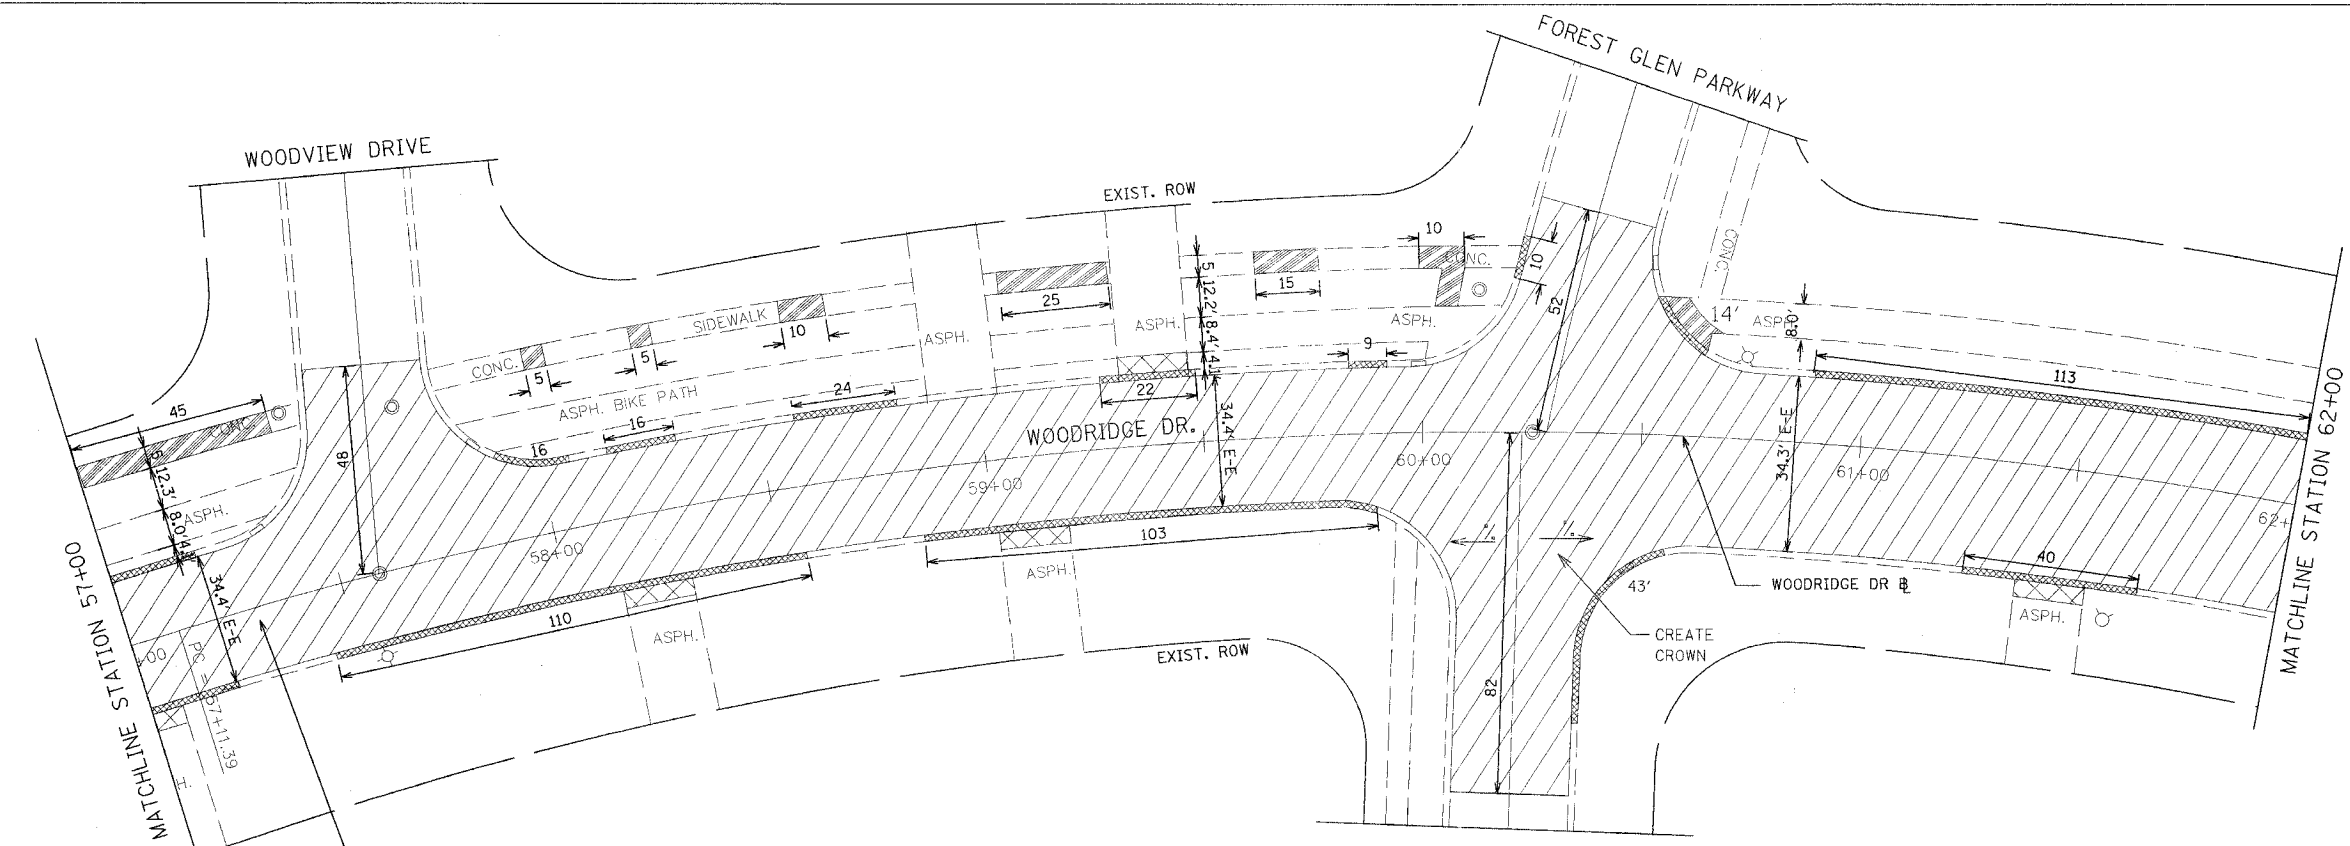 FOREST GLEN PARKWAY
WOODVIEW DRIVE
EXIST. ROW
10
CONC.
10
52
CONC.
14'
ASPH.
8.0'
113
5
12.2'
8.4'
4.1'
15
ASPH.
9
25
ASPH.
22
ASPH.
SIDEWALK
10
24
CONC.
5
5
ASPH. BIKE PATH
16
16
45
CONC.
5
12.3'
8.0'
ASPH.
48
WOODRIDGE DR.
34.4' E-E
34.3' E-E
34.4' E-E
58+00
59+00
60+00
61+00
62+
+00
PC = 57+11.39
110
ASPH.
103
ASPH.
EXIST. ROW
%
%
82
43'
CREATE
CROWN
WOODRIDGE DR BL
40
ASPH.
MATCHLINE STATION 57+00
MATCHLINE STATION 62+00